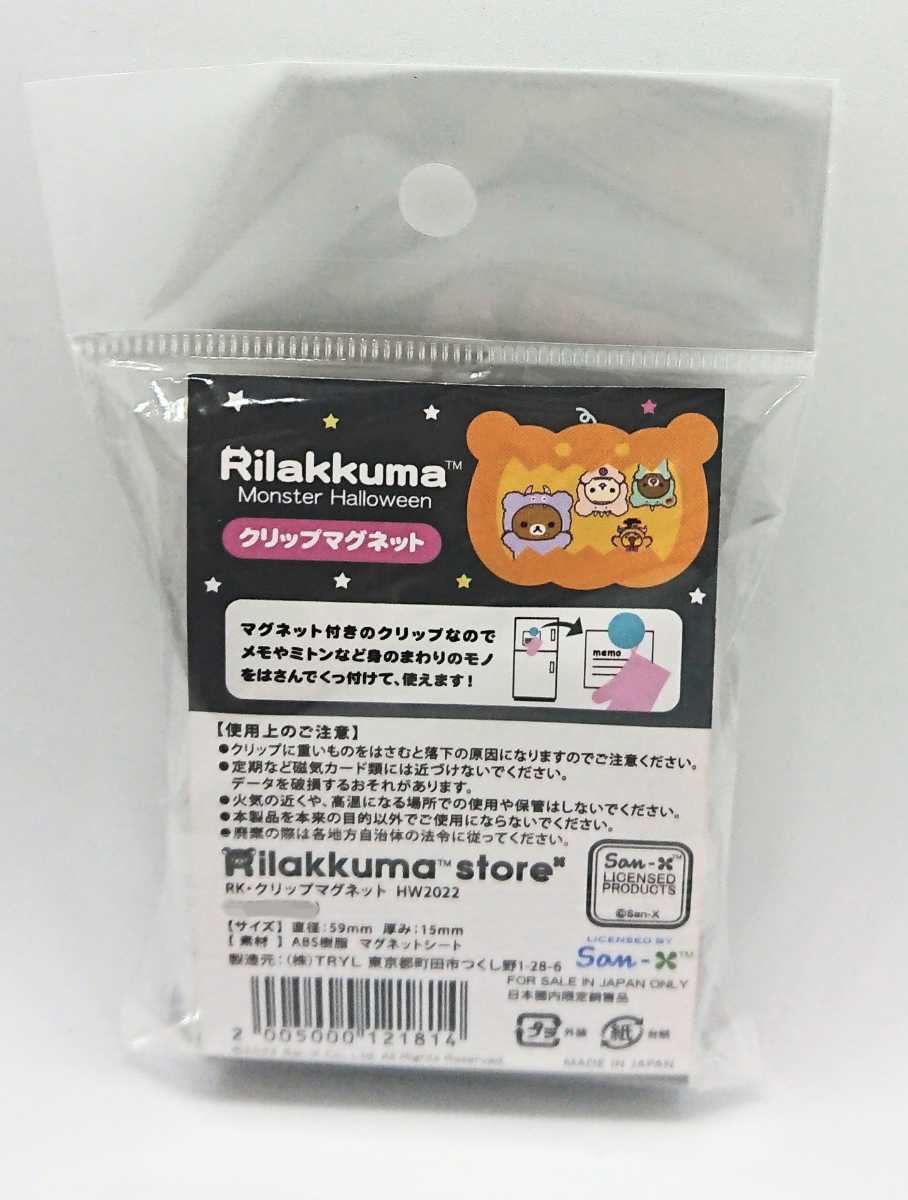 Rilakkuma™
Monster Halloween
クリップマグネット
マグネット付きのクリップなので
メモやミトンなど身のまわりのモノ
をはさんでくっ付けて、使えます!
memo
【使用上のご注意】
●クリップに重いものをはさむと落下の原因になりますのでご注意ください。
●定期など磁気カード類には近づけないでください。
データを破損するおそれがあります。
●火気の近くや、高温になる場所での使用や保管はしないでください。
●本製品を本来の目的以外でご使用にならないでください。
●廃棄の際は各地方自治体の法令に従ってください。
Rilakkuma™ store
RK・クリップマグネット HW2022
San-X™
LICENSED
PRODUCTS
©San-X
【サイズ】直径:59mm 厚み:15mm
【素材】ABS樹脂 マグネットシート
製造元:(株)TRYL 東京都町田市つくし野1-28-6
LICENSED BY
San-X™
FOR SALE IN JAPAN ONLY
日本國内限定銷售品
2 005000 121814
プラ 外装
紙 台紙
San-X Co., Ltd. All Rights Reserved.
MADE IN JAPAN